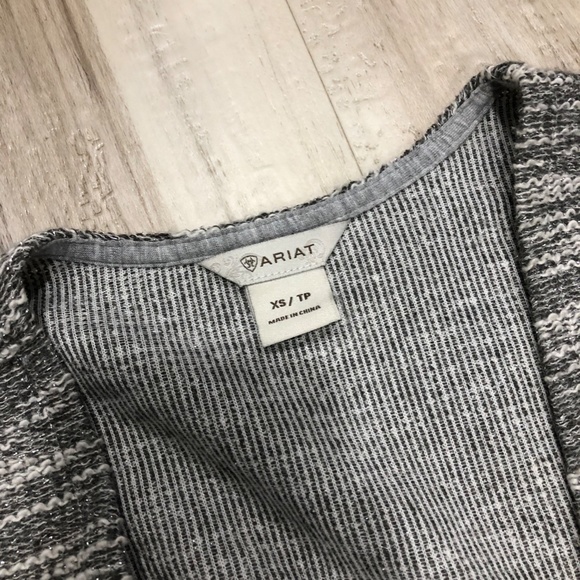 ARIAT
XS / TP
MADE IN CHINA